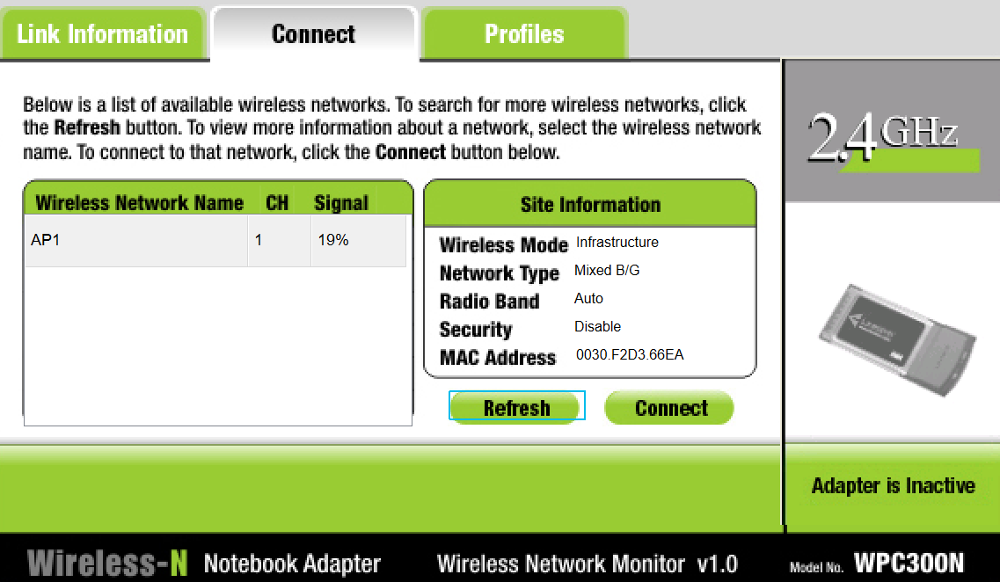 Link Information
Connect
Profiles
Below is a list of available wireless networks. To search for more wireless networks, click
the Refresh button. To view more information about a network, select the wireless network
name. To connect to that network, click the Connect button below.
Wireless Network Name CH Signal
AP1 1 19%
Site Information
Wireless Mode Infrastructure
Network Type Mixed B/G
Radio Band Auto
Security Disable
MAC Address 0030.F2D3.66EA
Refresh
Connect
2.4GHz
Adapter is Inactive
Wireless-N Notebook Adapter Wireless Network Monitor v1.0 Model No. WPC300N